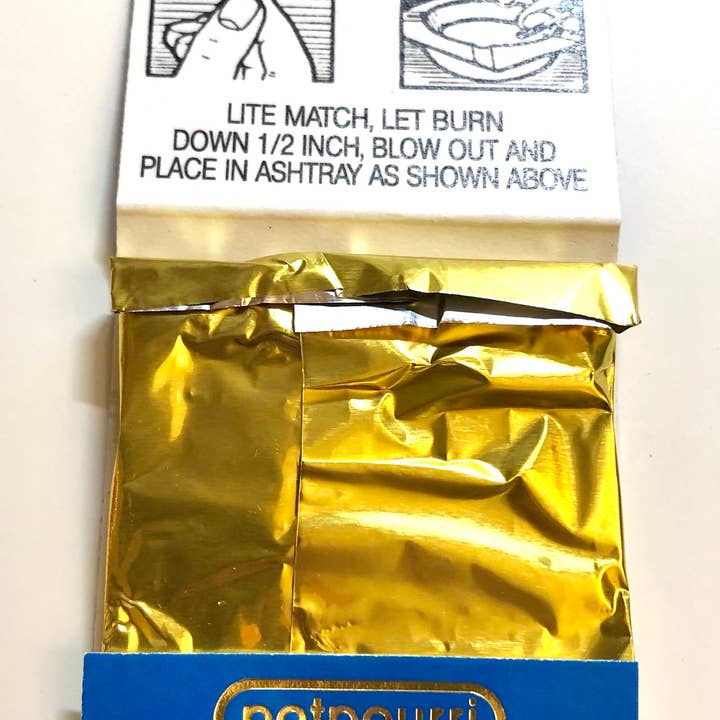 LITE MATCH, LET BURN
DOWN 1/2 INCH, BLOW OUT AND
PLACE IN ASHTRAY AS SHOWN ABOVE
potpourri